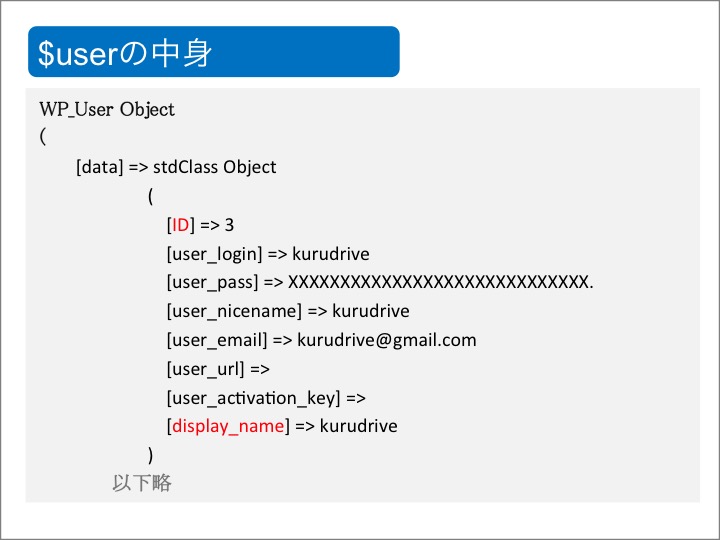 $userの中身
WP_User Object
(
[data] => stdClass Object
(
[ID] => 3
[user_login] => kurudrive
[user_pass] => XXXXXXXXXXXXXXXXXXXXXXXXXXXXX.
[user_nicename] => kurudrive
[user_email] => kurudrive@gmail.com
[user_url] =>
[user_activation_key] =>
[display_name] => kurudrive
)
以下略